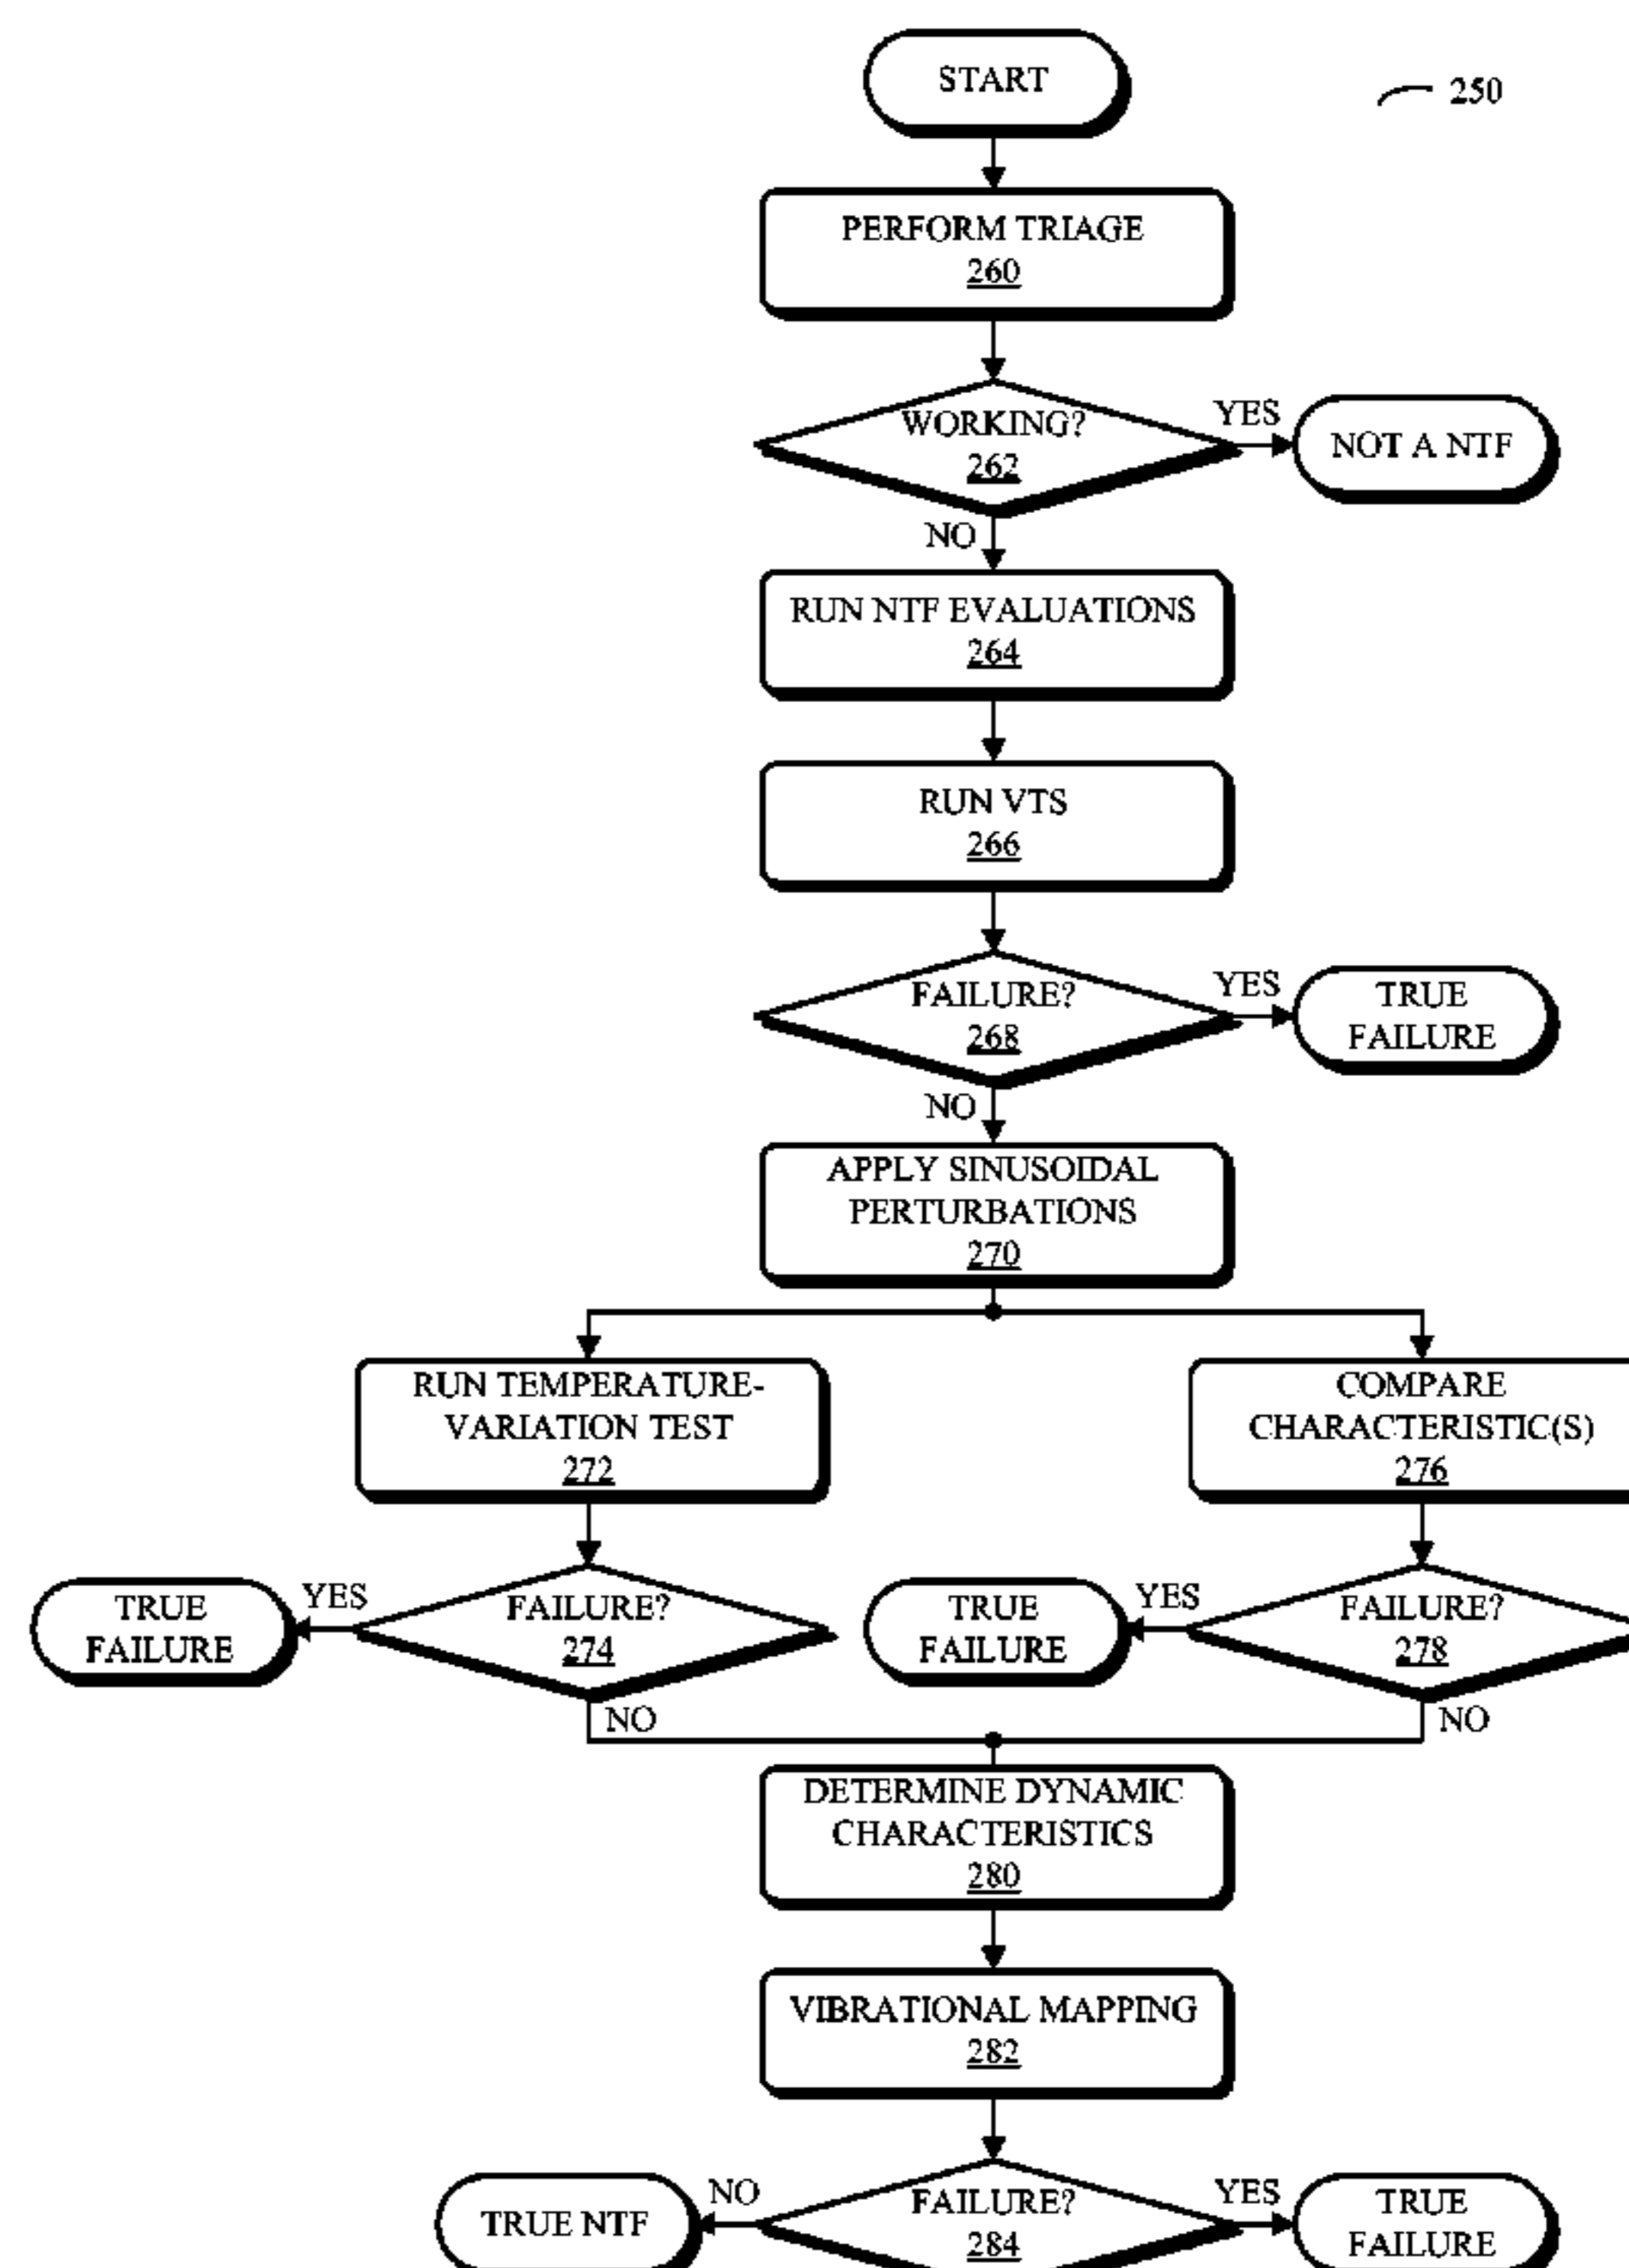 START
250
PERFORM TRIAGE
260
WORKING?
262
YES
NOT A NTF
NO
RUN NTF EVALUATIONS
264
RUN VTS
266
FAILURE?
268
YES
TRUE
FAILURE
NO
APPLY SINUSOIDAL
PERTURBATIONS
270
RUN TEMPERATURE-
VARIATION TEST
272
COMPARE
CHARACTERISTIC(S)
276
TRUE
FAILURE
YES
FAILURE?
274
NO
TRUE
FAILURE
YES
FAILURE?
278
NO
DETERMINE DYNAMIC
CHARACTERISTICS
280
VIBRATIONAL MAPPING
282
TRUE NTF
NO
FAILURE?
284
YES
TRUE
FAILURE